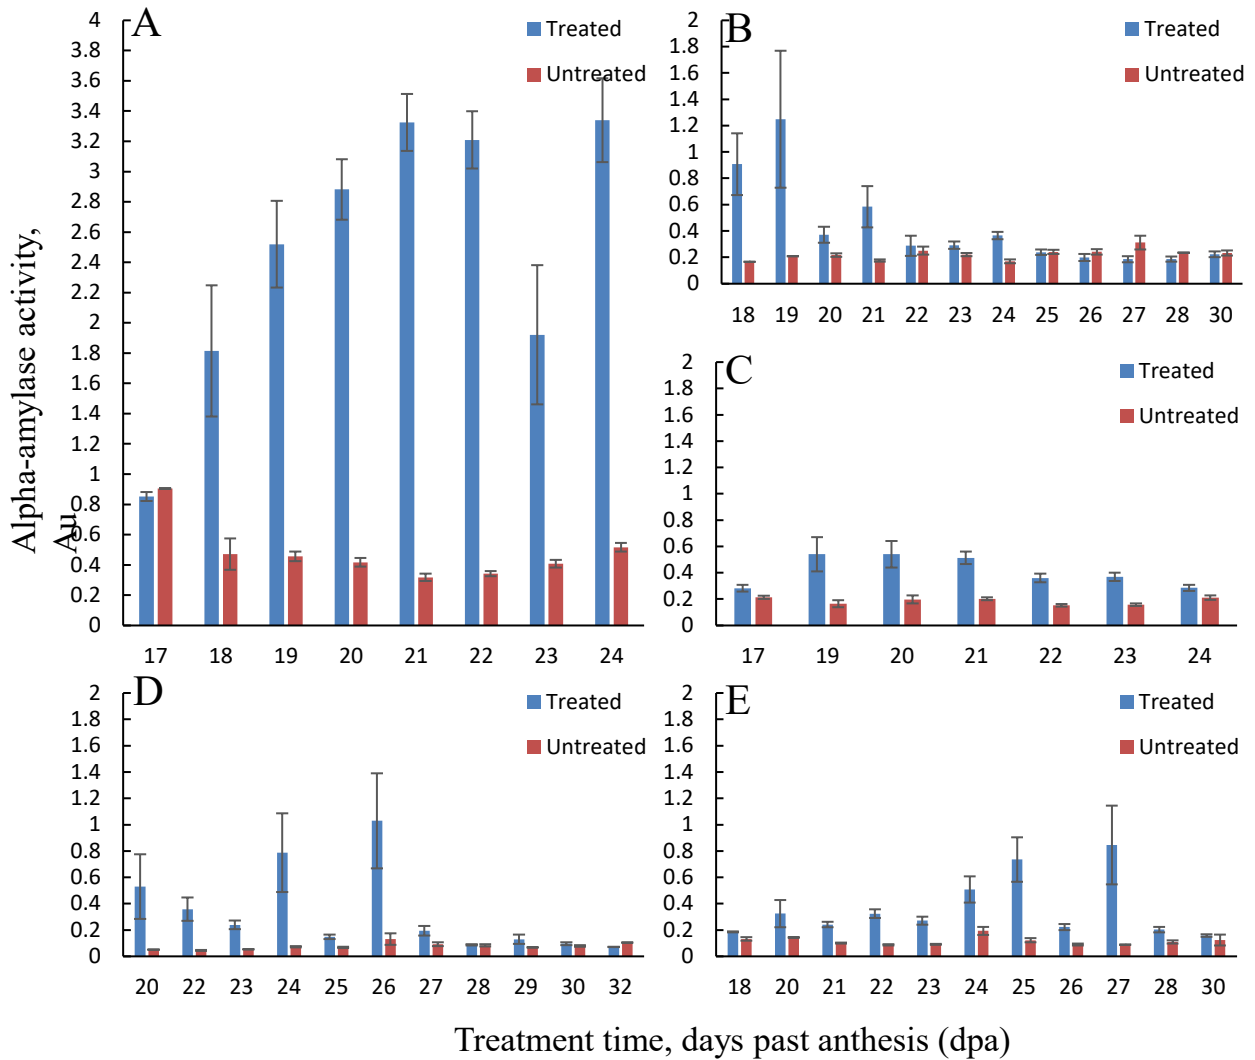 A
Treated
Untreated
4
3.8
3.6
3.4
3.2
3
2.8
2.6
2.4
2.2
2
1.8
1.6
1.4
1.2
1
0.8
0.6
0.4
0.2
0
17 18 19 20 21 22 23 24
B
Treated
Untreated
2
1.8
1.6
1.4
1.2
1
0.8
0.6
0.4
0.2
0
18 19 20 21 22 23 24 25 26 27 28 30
C
Treated
Untreated
2
1.8
1.6
1.4
1.2
1
0.8
0.6
0.4
0.2
0
17 19 20 21 22 23 24
D
Treated
Untreated
2
1.8
1.6
1.4
1.2
1
0.8
0.6
0.4
0.2
0
20 22 23 24 25 26 27 28 29 30 32
E
Treated
Untreated
2
1.8
1.6
1.4
1.2
1
0.8
0.6
0.4
0.2
0
18 20 21 22 23 24 25 26 27 28 30
Alpha-amylase activity,
Au
Treatment time, days past anthesis (dpa)